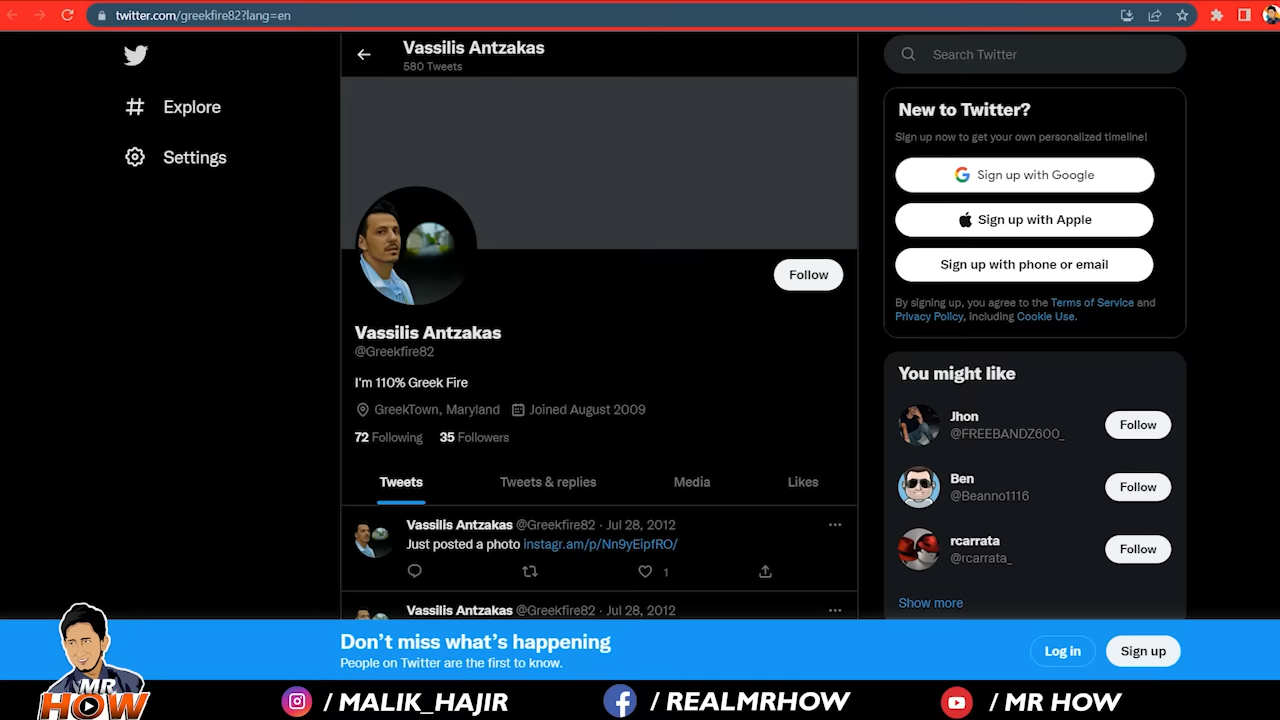 twitter.com/greekfire82?lang=en
Explore
Settings
Vassilis Antzakas
580 Tweets
Follow
Vassilis Antzakas
@Greekfire82
I'm 110% Greek Fire
GreekTown, Maryland Joined August 2009
72 Following 35 Followers
Tweets Tweets & replies Media Likes
Vassilis Antzakas @Greekfire82 · Jul 28, 2012
Just posted a photo instagr.am/p/Nn9yEipfRO/
1
Vassilis Antzakas @Greekfire82 · Jul 28, 2012
Search Twitter
New to Twitter?
Sign up now to get your own personalized timeline!
Sign up with Google
Sign up with Apple
Sign up with phone or email
By signing up, you agree to the Terms of Service and
Privacy Policy, including Cookie Use.
You might like
Jhon
@FREEBANDZ600_
Follow
Ben
@Beanno1116
Follow
rcarrata
@rcarrata_
Follow
Show more
Don't miss what's happening
People on Twitter are the first to know.
Log in
Sign up
MR
HOW
/ MALIK_HAJIR
/ REALMRHOW
/ MR HOW